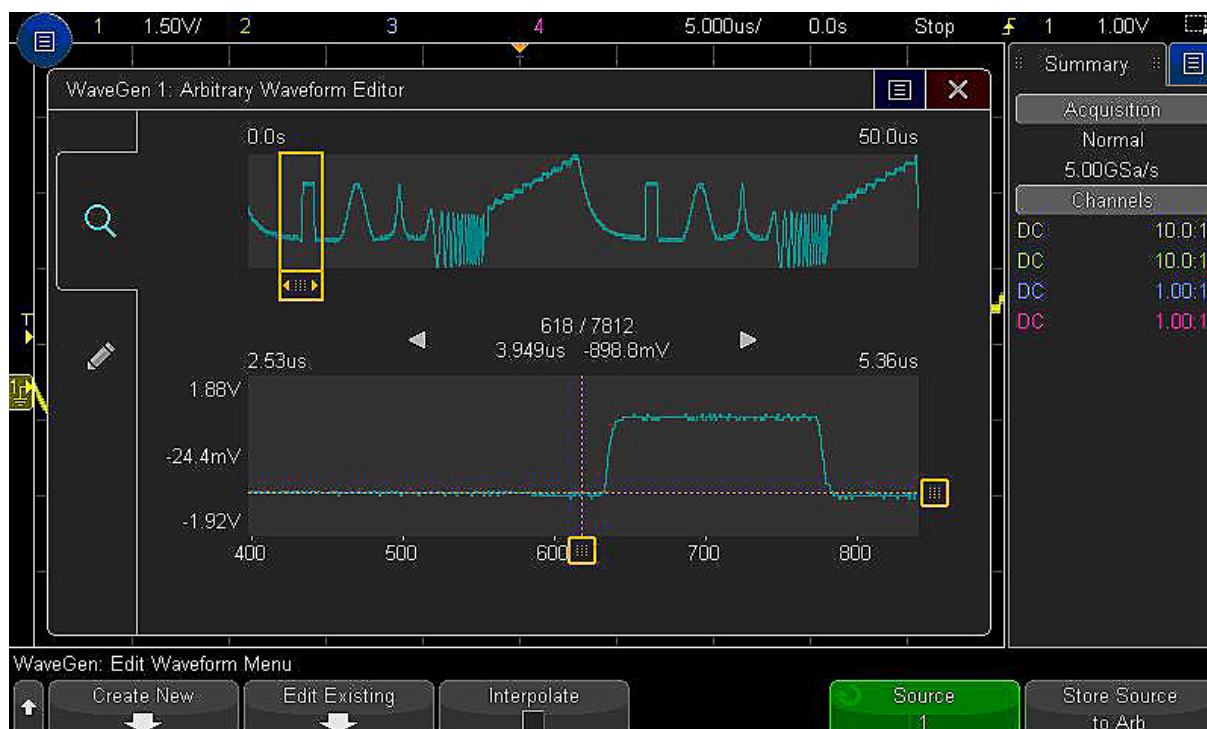 1 1.50V/ 2 3 4 5.000us/ 0.0s Stop 1 1.00V
Summary
WaveGen 1: Arbitrary Waveform Editor
Acquisition
Normal
5.00GSa/s
Channels
DC 10.0:1
DC 10.0:1
DC 1.00:1
DC 1.00:1
0.0s 50.0us
T
618 / 7812
3.949us -898.8mV
2.53us 5.36us
1.88V
-24.4mV
-1.92V
400 500 600 700 800
WaveGen: Edit Waveform Menu
Create New Edit Existing Interpolate Source Store Source
1 to Arb